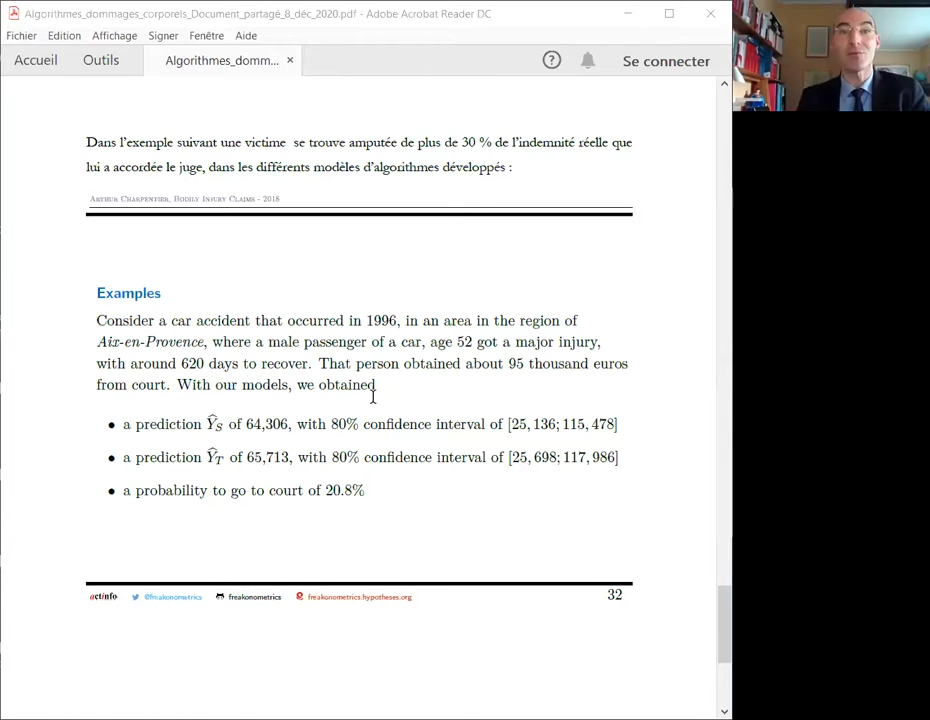 Algorithmes_dommages_corporels_Document_partagé_8_déc_2020.pdf - Adobe Acrobat Reader DC
Fichier Edition Affichage Signer Fenêtre Aide
Accueil Outils Algorithmes_domm... × ? Se connecter
Dans l'exemple suivant une victime se trouve amputée de plus de 30 % de l'indemnité réelle que
lui a accordée le juge, dans les différents modèles d'algorithmes développés :
Arthur Charpentier, Bodily Injury Claims - 2018
Examples
Consider a car accident that occurred in 1996, in an area in the region of
Aix-en-Provence, where a male passenger of a car, age 52 got a major injury,
with around 620 days to recover. That person obtained about 95 thousand euros
from court. With our models, we obtained
• a prediction Ŷ_S of 64,306, with 80% confidence interval of [25,136; 115,478]
• a prediction Ŷ_T of 65,713, with 80% confidence interval of [25,698; 117,986]
• a probability to go to court of 20.8%
actinfo @freakonometrics freakonometrics freakonometrics.hypotheses.org 32